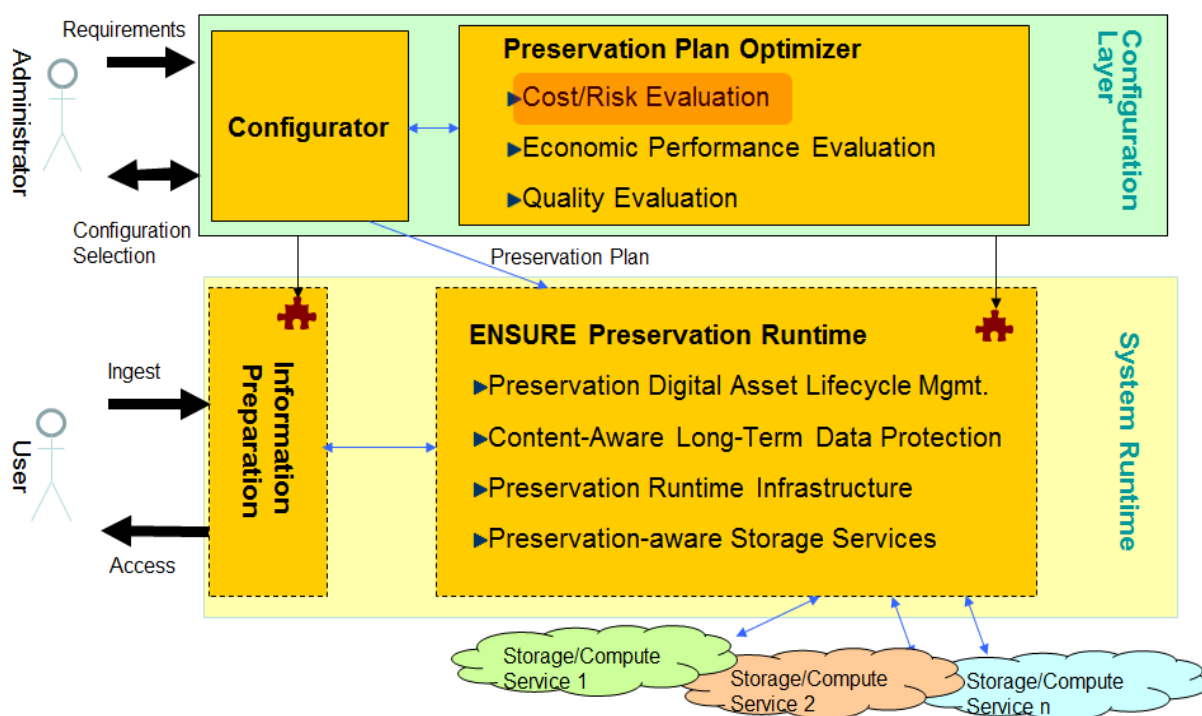 Requirements
Administrator
Configuration
Selection
Configurator
Preservation Plan Optimizer
Cost/Risk Evaluation
Economic Performance Evaluation
Quality Evaluation
Configuration
Layer
Preservation Plan
Ingest
User
Access
Information
Preparation
ENSURE Preservation Runtime
Preservation Digital Asset Lifecycle Mgmt.
Content-Aware Long-Term Data Protection
Preservation Runtime Infrastructure
Preservation-aware Storage Services
System Runtime
Storage/Compute
Service 1
Storage/Compute
Service 2
Storage/Compute
Service n